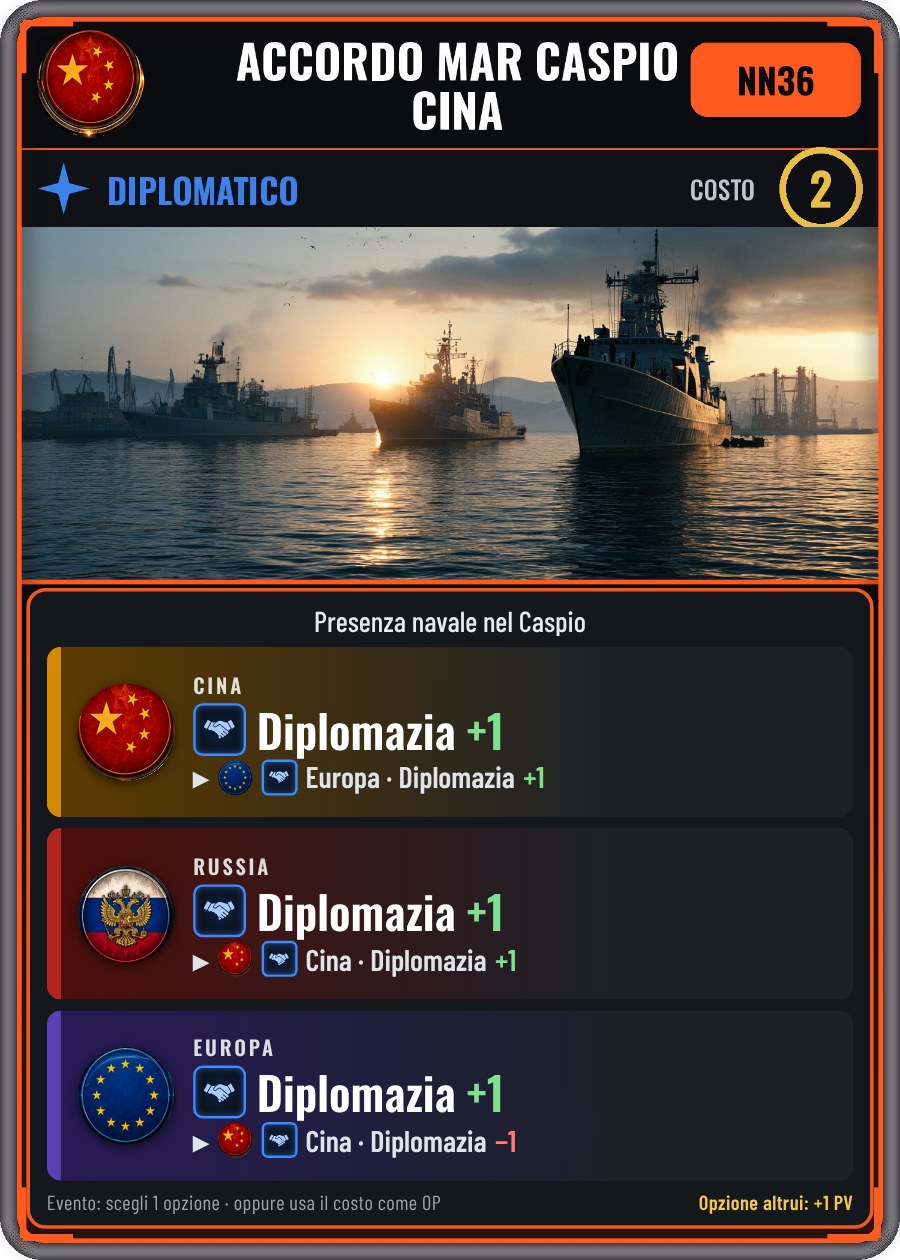 ACCORDO MAR CASPIO
CINA
NN36
DIPLOMATICO
COSTO
2
Presenza navale nel Caspio
CINA
Diplomazia +1
▶ Europa · Diplomazia +1
RUSSIA
Diplomazia +1
▶ Cina · Diplomazia +1
EUROPA
Diplomazia +1
▶ Cina · Diplomazia −1
Evento: scegli 1 opzione · oppure usa il costo come OP
Opzione altrui: +1 PV